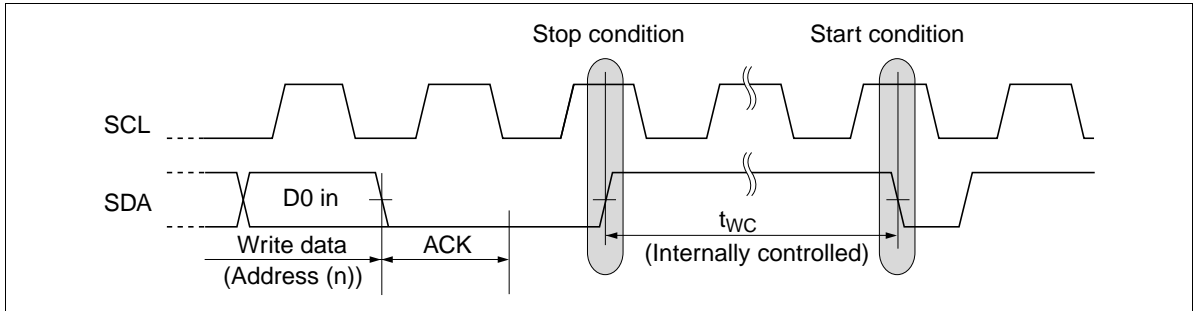 Stop condition
Start condition
SCL
SDA
D0 in
Write data
(Address (n))
ACK
tWC
(Internally controlled)